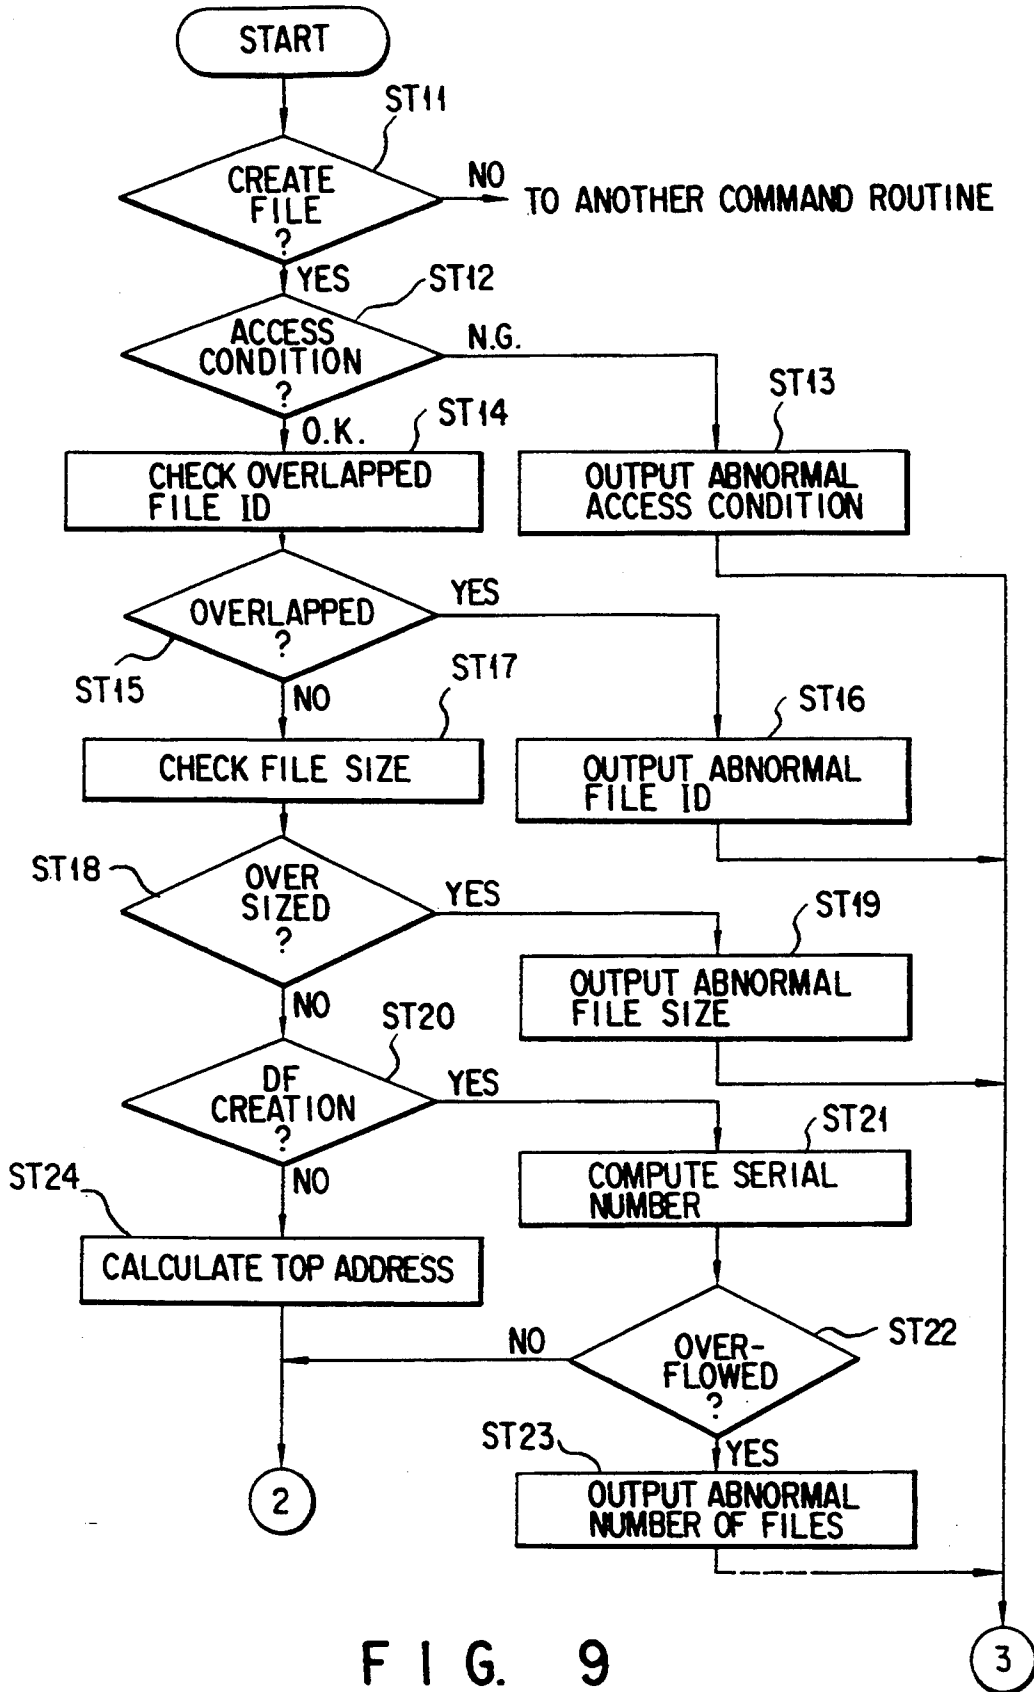 START
ST11
CREATE
FILE
?
NO
TO ANOTHER COMMAND ROUTINE
YES
ST12
ACCESS
CONDITION
?
N.G.
ST13
O.K.
ST14
CHECK OVERLAPPED
FILE ID
OUTPUT ABNORMAL
ACCESS CONDITION
OVERLAPPED
?
YES
ST15
NO
ST17
ST16
CHECK FILE SIZE
OUTPUT ABNORMAL
FILE ID
ST18
OVER
SIZED
?
YES
ST19
NO
OUTPUT ABNORMAL
FILE SIZE
ST20
DF
CREATION
?
YES
ST21
NO
COMPUTE SERIAL
NUMBER
ST24
CALCULATE TOP ADDRESS
NO
OVER-
FLOWED
?
ST22
YES
ST23
OUTPUT ABNORMAL
NUMBER OF FILES
2
3
FIG. 9